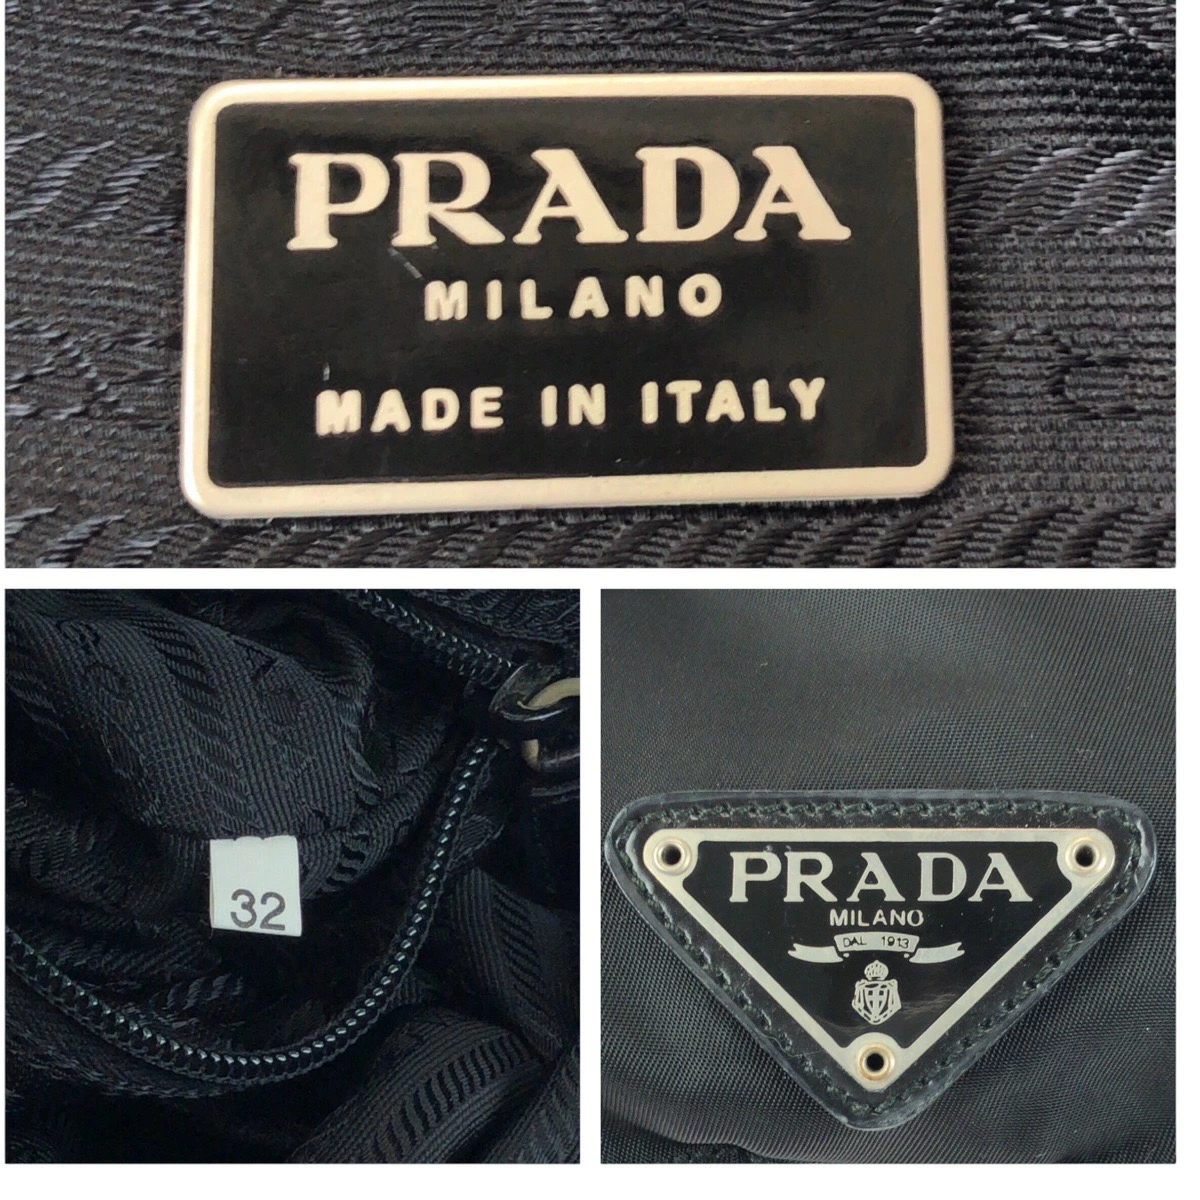 PRADA
MILANO
MADE IN ITALY
32
PRADA
MILANO
DAL 1913